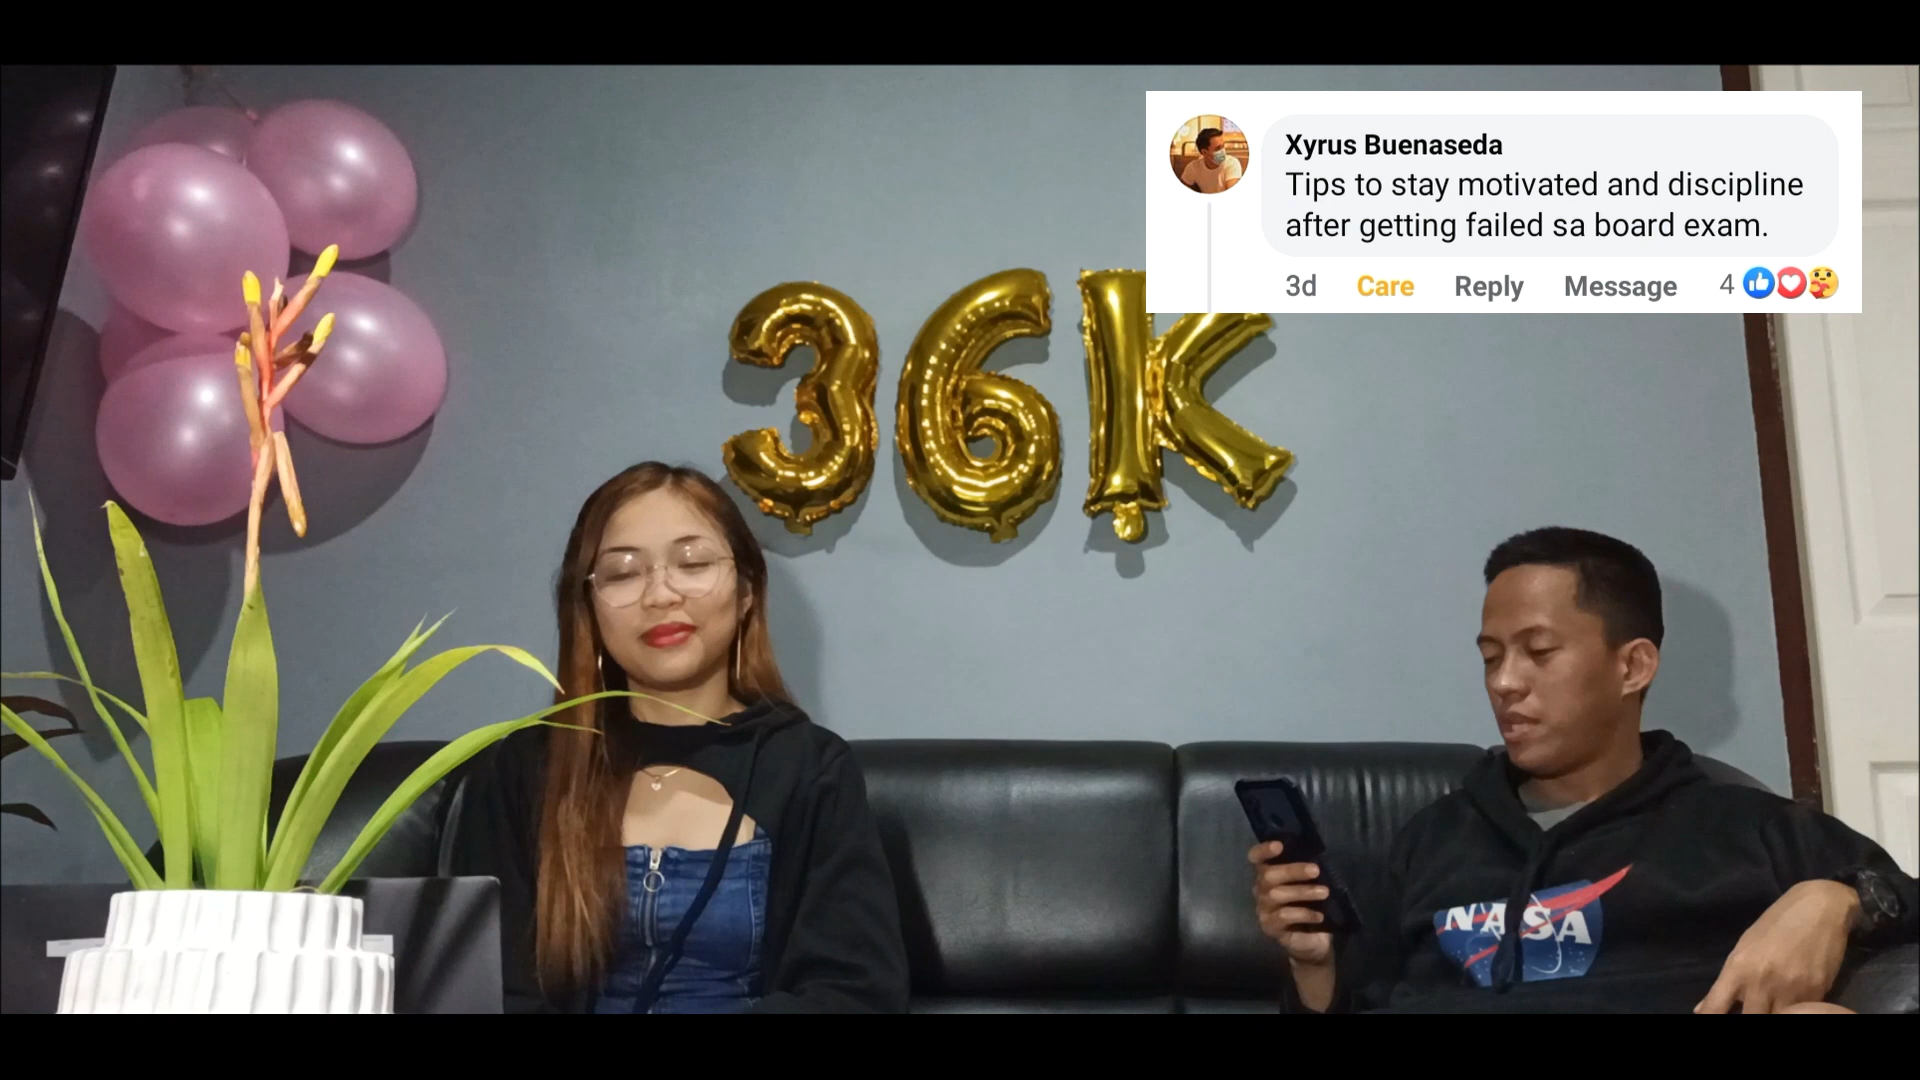 Xyrus Buenaseda
Tips to stay motivated and discipline
after getting failed sa board exam.
3d Care Reply Message 4
36K
NASA